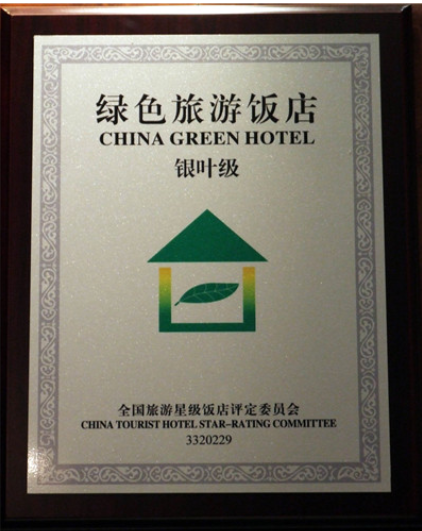 绿色旅游饭店
CHINA GREEN HOTEL
银叶级
全国旅游星级饭店评定委员会
CHINA TOURIST HOTEL STAR-RATING COMMITTEE
3320229